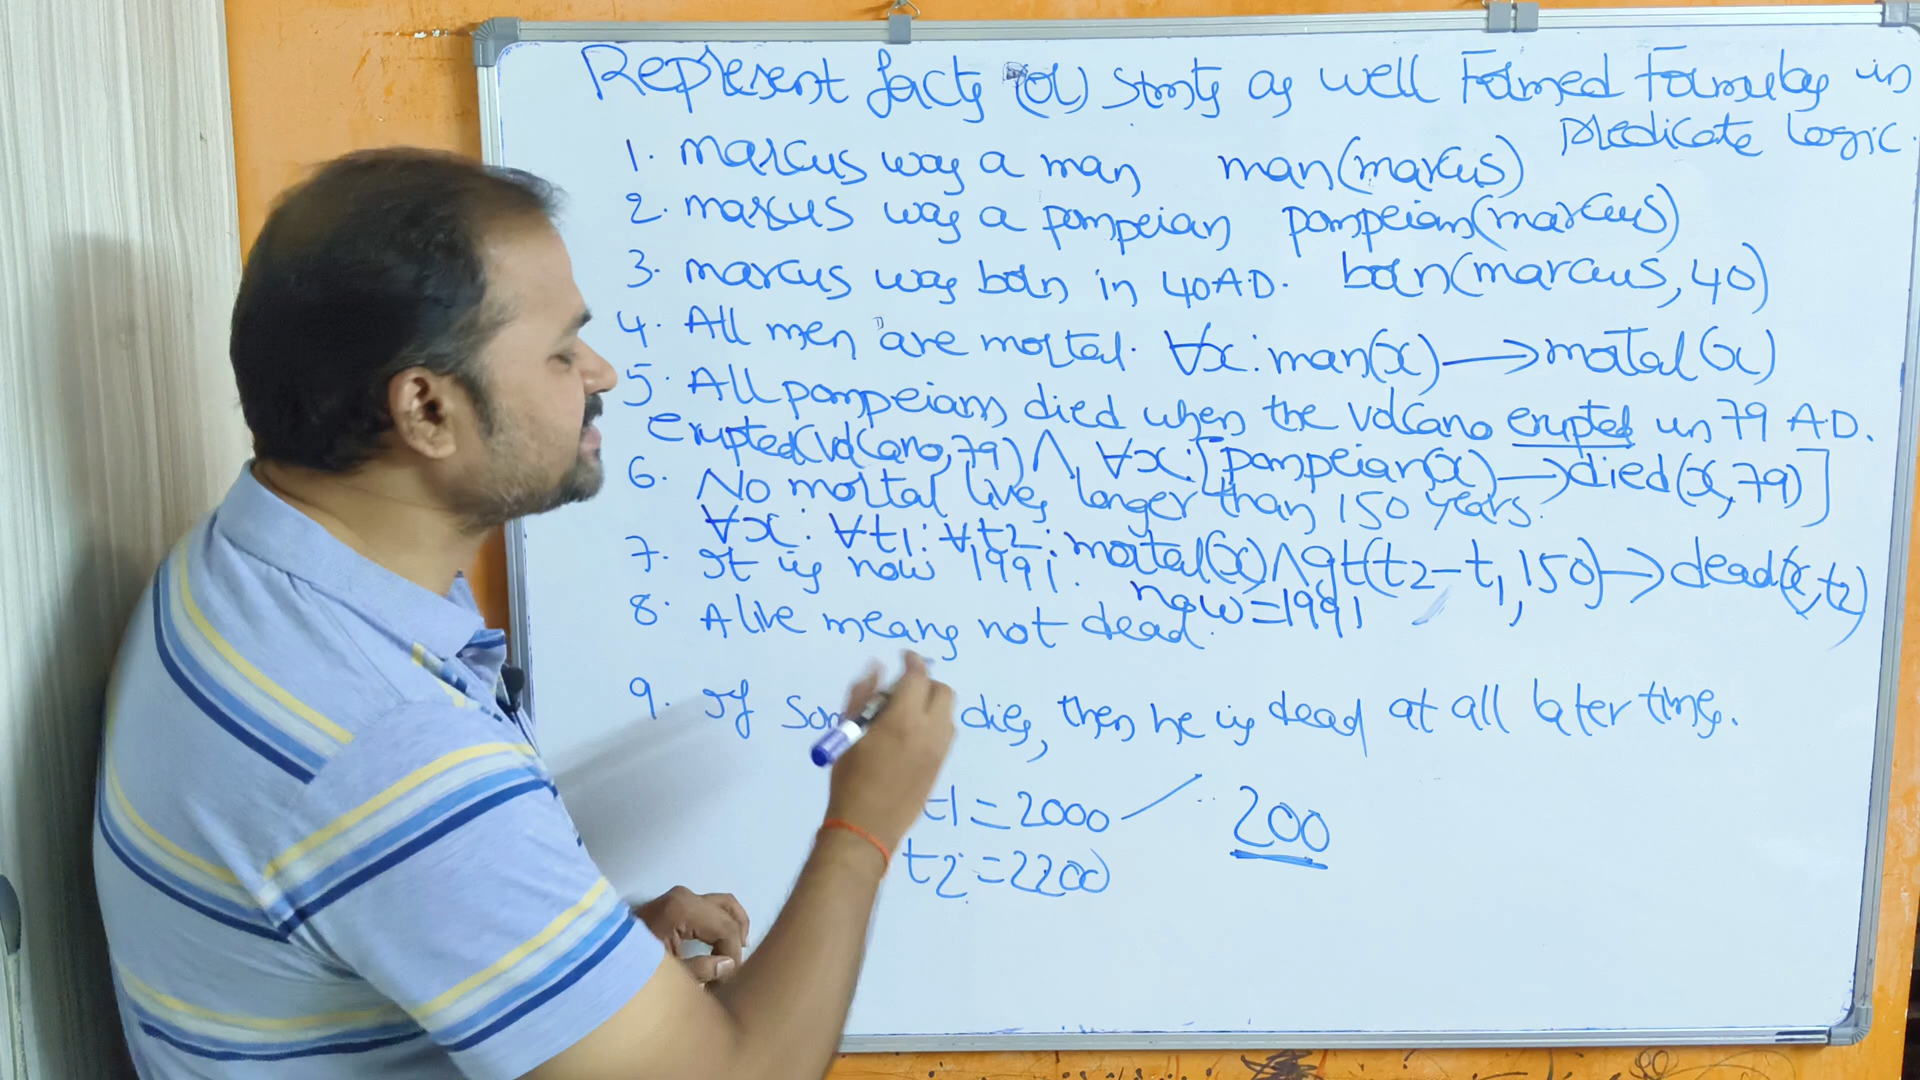 Represent facts (or) Stmts as well Formed Formulas in
predicate logic.
1. marcus was a man man(marcus)
2. marcus was a pompeian pompeian(marcus)
3. marcus was born in 40 A.D. born(marcus, 40)
4. All men are mortal. ∀x: man(x) → mortal(x)
5. All pompeians died when the volcano erupted in 79 A.D.
erupted(volcano, 79) ∧ ∀x: [pompeian(x) → died(x, 79)]
6. No mortal lives longer than 150 years.
∀x: ∀t1: ∀t2: mortal(x) ∧ gt(t2-t1, 150) → dead(x, t2)
7. It is now 1991. now = 1991
8. Alive means not dead.
9. If dies, then he is dead at all later times.
t1 = 2000
200
t2 = 2200